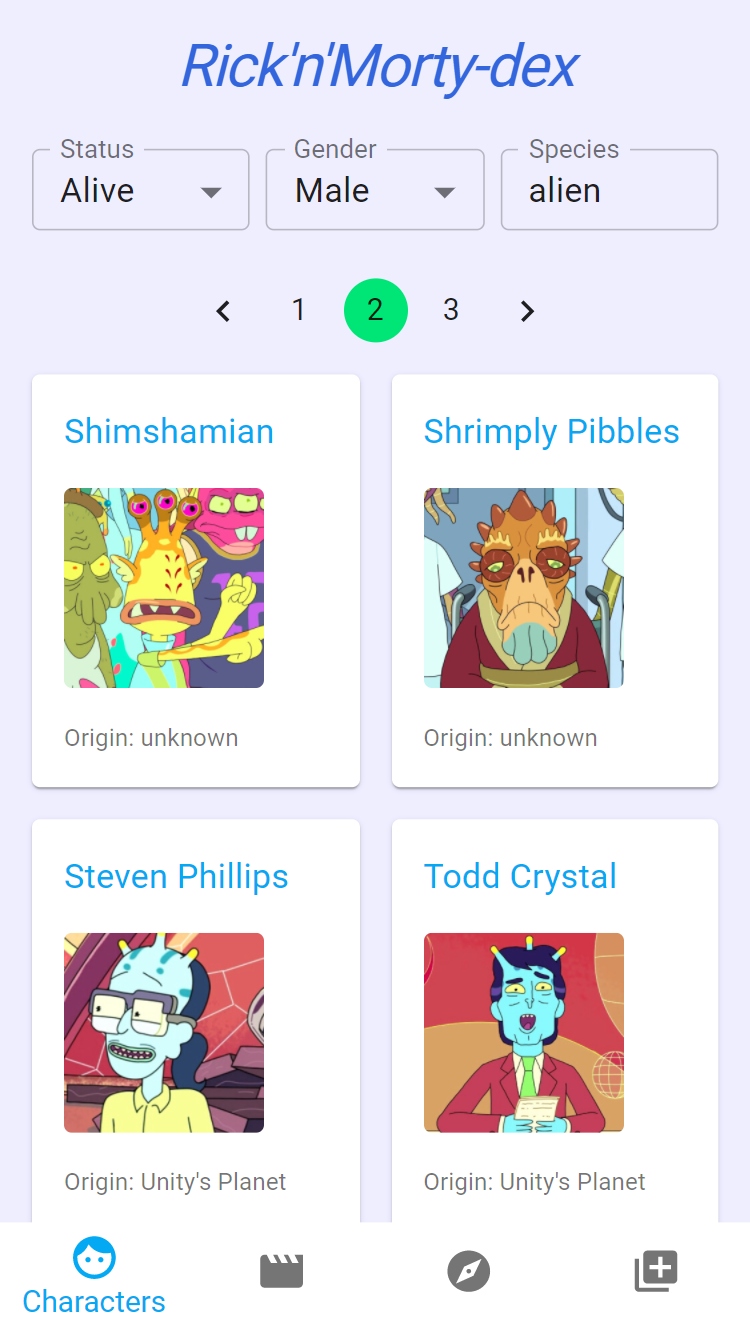 Rick'n'Morty-dex
Status Gender Species
Alive Male alien
1 2 3
Shimshamian Shrimply Pibbles
Origin: unknown Origin: unknown
Steven Phillips Todd Crystal
Origin: Unity's Planet Origin: Unity's Planet
Characters